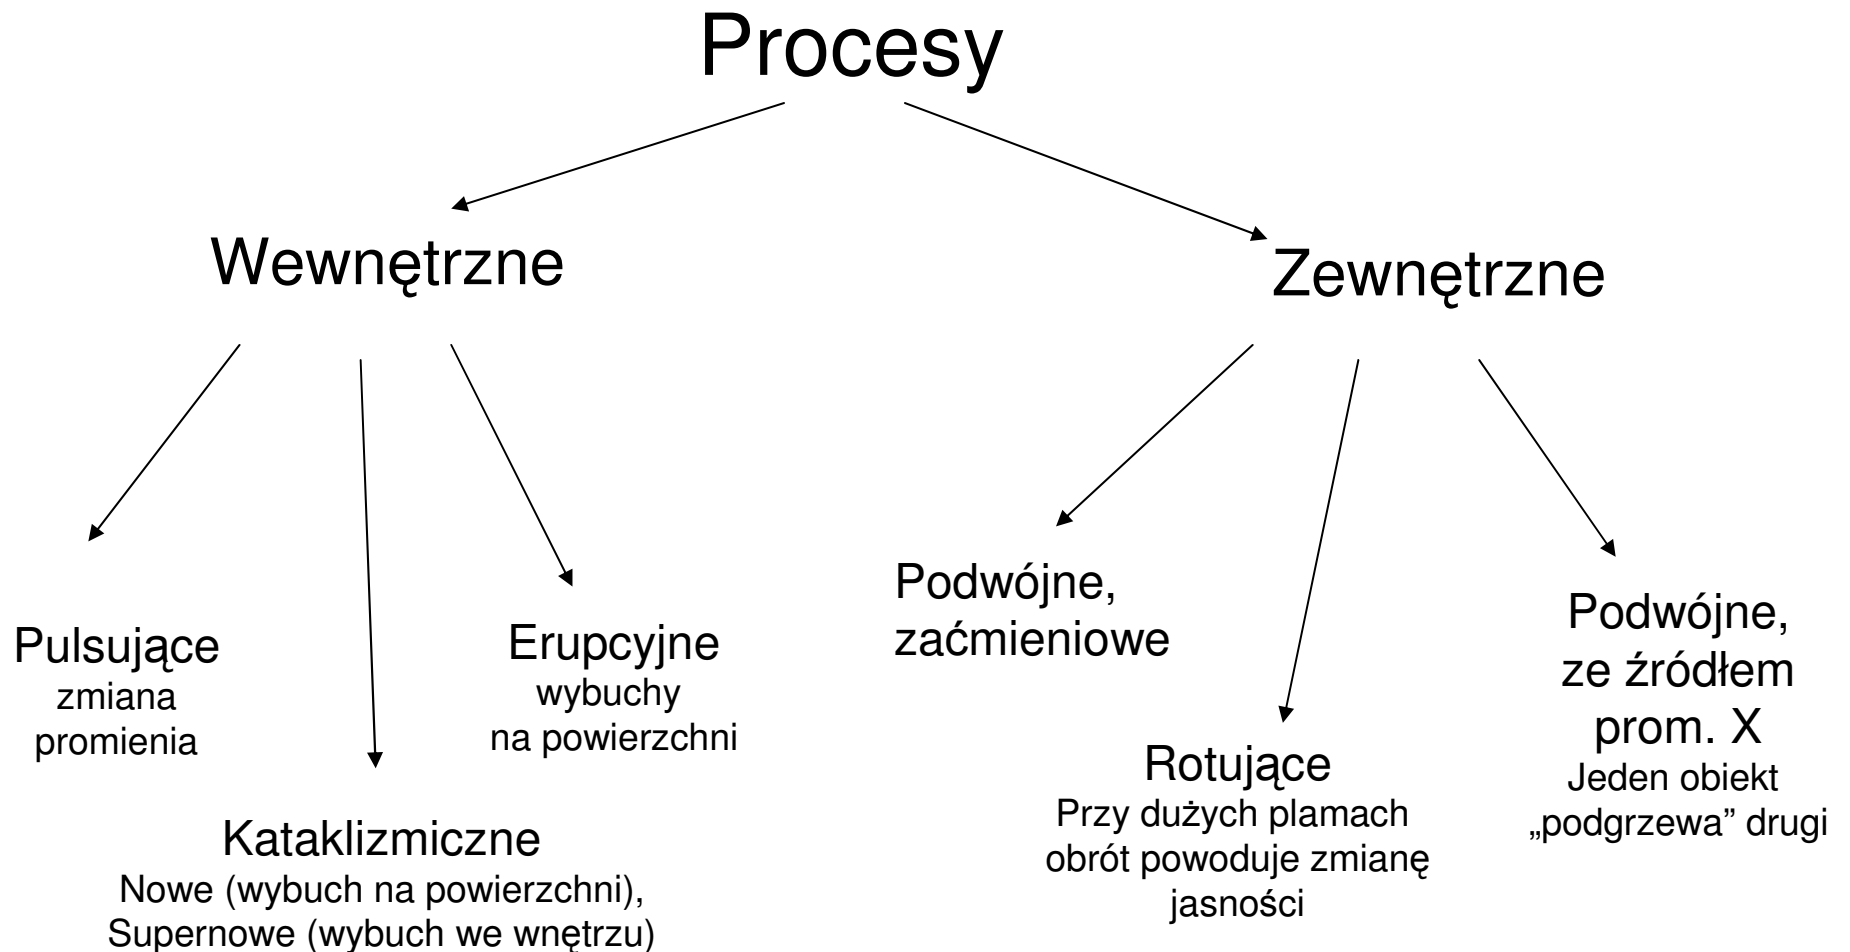 Procesy
Wewnętrzne
Zewnętrzne
Pulsujące
zmiana
promienia
Kataklizmiczne
Nowe (wybuch na powierzchni),
Supernowe (wybuch we wnętrzu)
Erupcyjne
wybuchy
na powierzchni
Podwójne,
zaćmieniowe
Rotujące
Przy dużych plamach
obrót powoduje zmianę
jasności
Podwójne,
ze źródłem
prom. X
Jeden obiekt
„podgrzewa” drugi